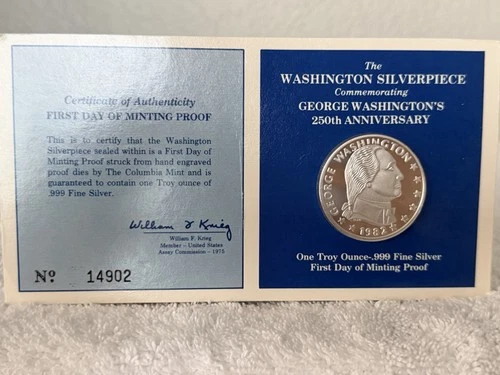 Certificate of Authenticity
FIRST DAY OF MINTING PROOF
This is to certify that the Washington
Silverpiece sealed within is a First Day of
Minting Proof struck from hand engraved
proof dies by The Columbia Mint and is
guaranteed to contain one Troy ounce of
.999 Fine Silver.
William F Krieg
William F. Krieg
Member - United States
Assay Commission - 1975
No. 14902
The
WASHINGTON SILVERPIECE
Commemorating
GEORGE WASHINGTON'S
250th ANNIVERSARY
GEORGE WASHINGTON
1982
One Troy Ounce-.999 Fine Silver
First Day of Minting Proof